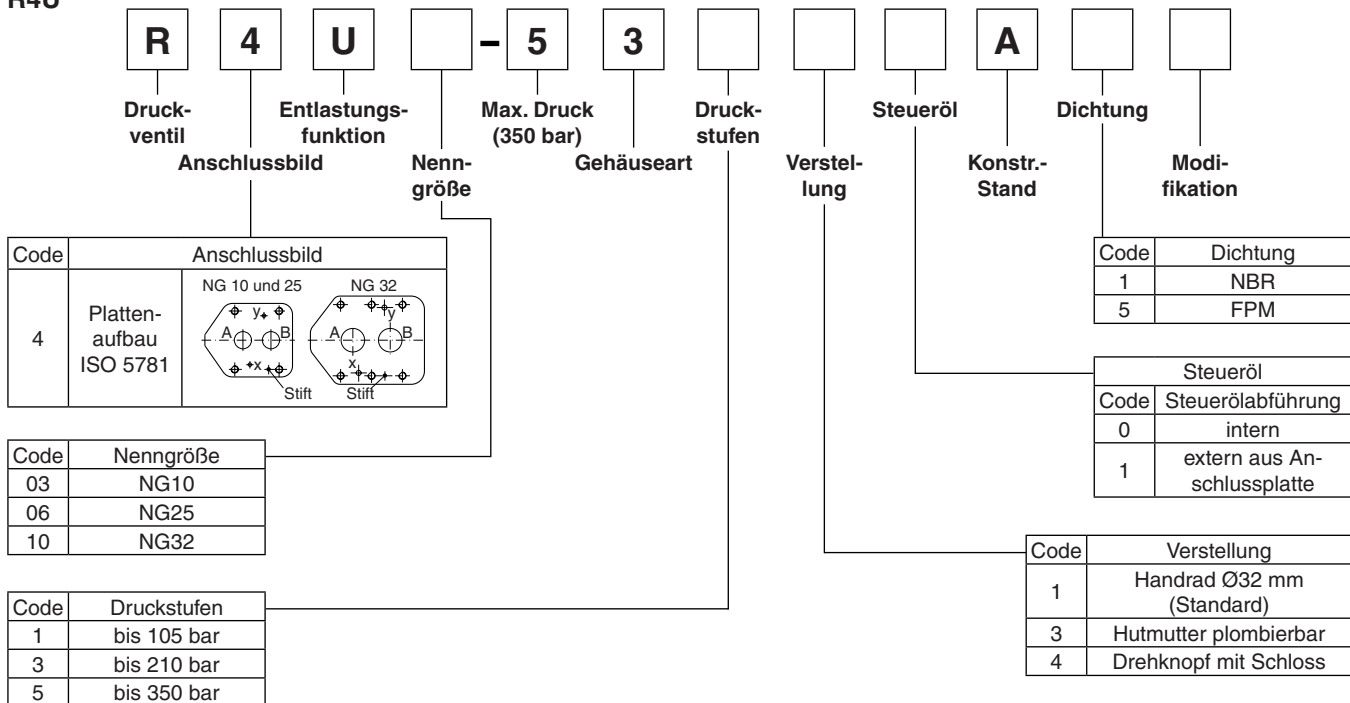 R4U
R 4 U – 5 3 A
Druck-
ventil
Entlastungs-
funktion
Max. Druck
(350 bar)
Druck-
stufen
Steueröl
Dichtung
Anschlussbild
Nenn-
größe
Gehäuseart
Verstel-
lung
Konstr.-
Stand
Modi-
fikation
Code Anschlussbild
4
Platten-
aufbau
ISO 5781
NG 10 und 25 NG 32
y y
A B A B
x x
Stift Stift
Code Nenngröße
03 NG10
06 NG25
10 NG32
Code Druckstufen
1 bis 105 bar
3 bis 210 bar
5 bis 350 bar
Code Dichtung
1 NBR
5 FPM
Steueröl
Code Steuerölabführung
0 intern
1 extern aus An-
schlussplatte
Code Verstellung
1 Handrad Ø32 mm
(Standard)
3 Hutmutter plombierbar
4 Drehknopf mit Schloss